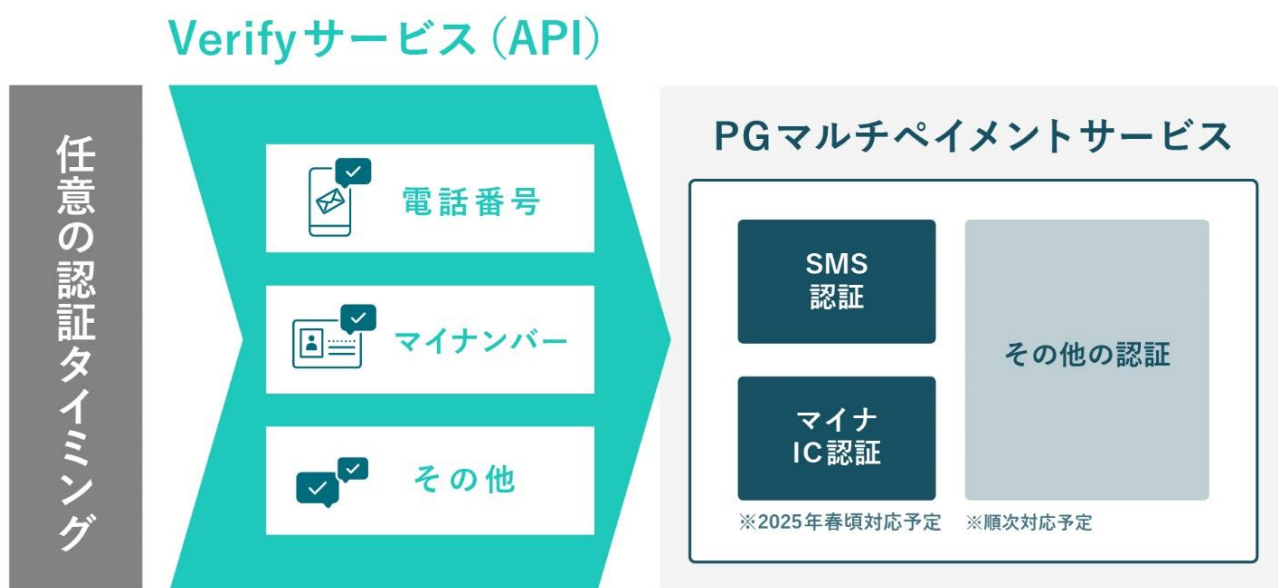 Verifyサービス（API）
任意の認証タイミング
電話番号
マイナンバー
その他
PGマルチペイメントサービス
SMS
認証
マイナ
IC認証
※2025年春頃対応予定
その他の認証
※順次対応予定